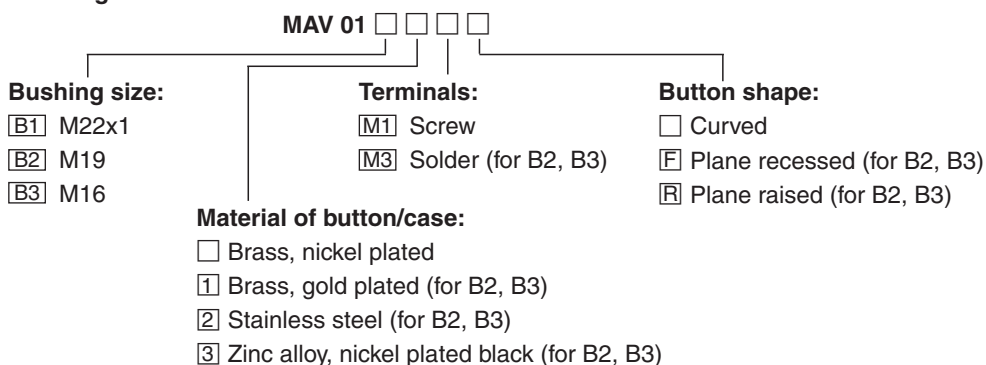 MAV 01
Bushing size:
B1 M22x1
B2 M19
B3 M16
Terminals:
M1 Screw
M3 Solder (for B2, B3)
Button shape:
Curved
F Plane recessed (for B2, B3)
R Plane raised (for B2, B3)
Material of button/case:
Brass, nickel plated
1 Brass, gold plated (for B2, B3)
2 Stainless steel (for B2, B3)
3 Zinc alloy, nickel plated black (for B2, B3)